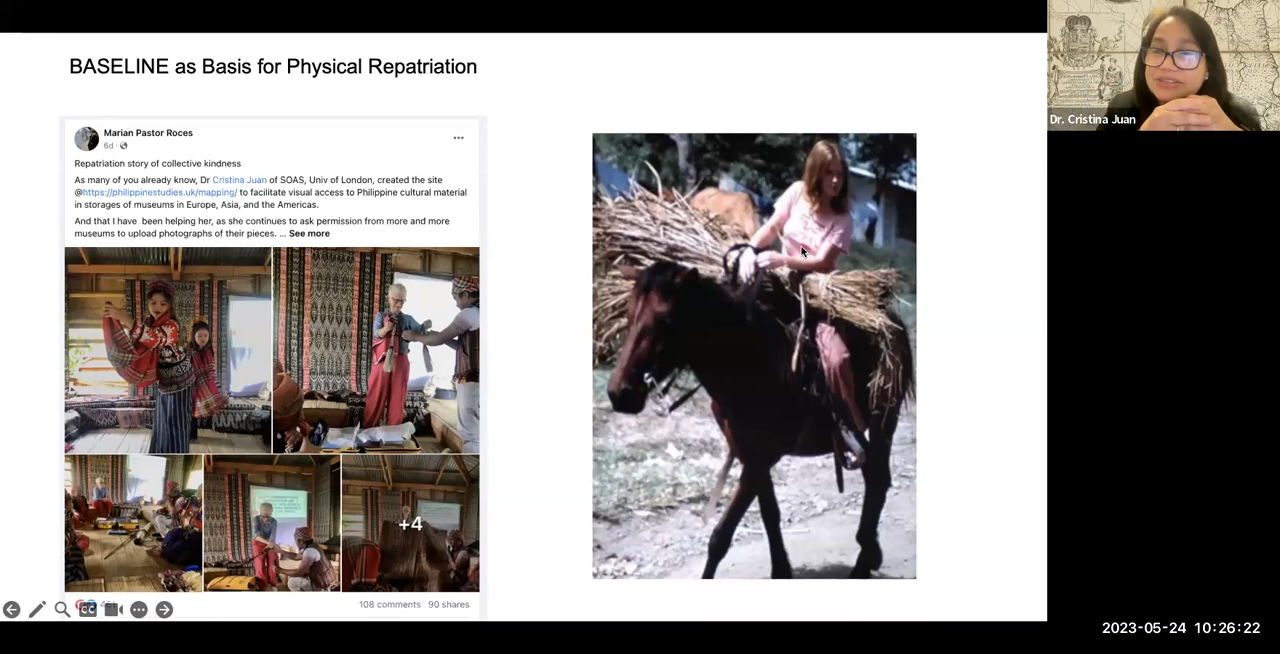 BASELINE as Basis for Physical Repatriation
Dr. Cristina Juan
Marian Pastor Roces
6d ·
Repatriation story of collective kindness
As many of you already know, Dr Cristina Juan of SOAS, Univ of London, created the site
@https://philippinestudies.uk/mapping/ to facilitate visual access to Philippine cultural material
in storages of museums in Europe, Asia, and the Americas.
And that I have been helping her, as she continues to ask permission from more and more
museums to upload photographs of their pieces. ... See more
+4
108 comments 90 shares
CC
2023-05-24 10:26:22